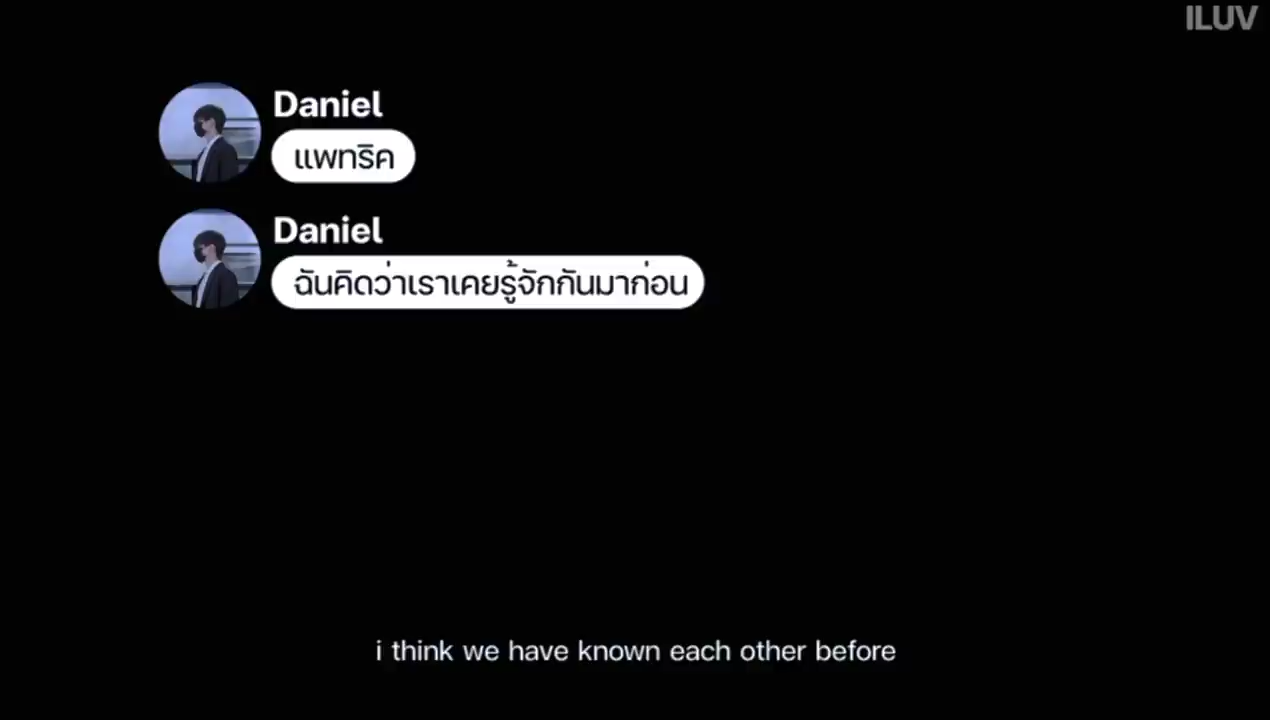 ILUV
Daniel
แพทริค
Daniel
ฉันคิดว่าเราเคยรู้จักกันมาก่อน
i think we have known each other before